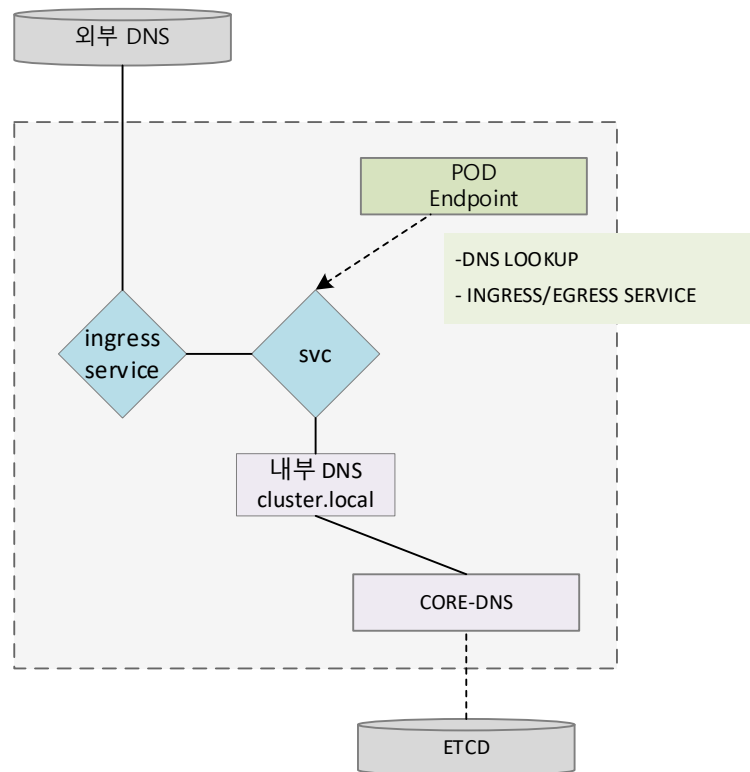 외부 DNS
POD
Endpoint
-DNS LOOKUP
- INGRESS/EGRESS SERVICE
ingress
service
svc
내부 DNS
cluster.local
CORE-DNS
ETCD